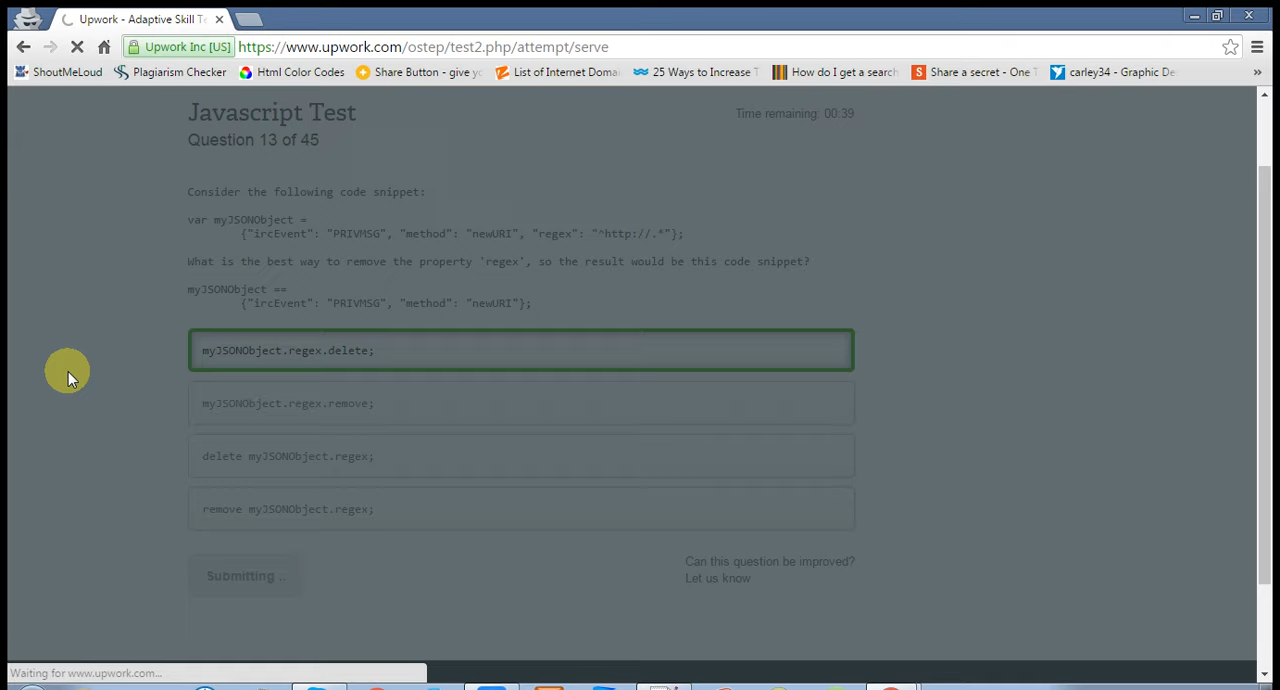 Upwork - Adaptive Skill Te
Upwork Inc [US]
https://www.upwork.com/ostep/test2.php/attempt/serve
ShoutMeLoud
Plagiarism Checker
Html Color Codes
Share Button - give yo
List of Internet Domai
25 Ways to Increase T
How do I get a search
Share a secret - One T
carley34 - Graphic De
»
Javascript Test
Time remaining: 00:39
Question 13 of 45
Consider the following code snippet:
var myJSONObject =
{"ircEvent": "PRIVMSG", "method": "newURI", "regex": "^http://.*"};
What is the best way to remove the property 'regex', so the result would be this code snippet?
myJSONObject ==
{"ircEvent": "PRIVMSG", "method": "newURI"};
myJSONObject.regex.delete;
myJSONObject.regex.remove;
delete myJSONObject.regex;
remove myJSONObject.regex;
Submitting ..
Can this question be improved?
Let us know
Waiting for www.upwork.com...